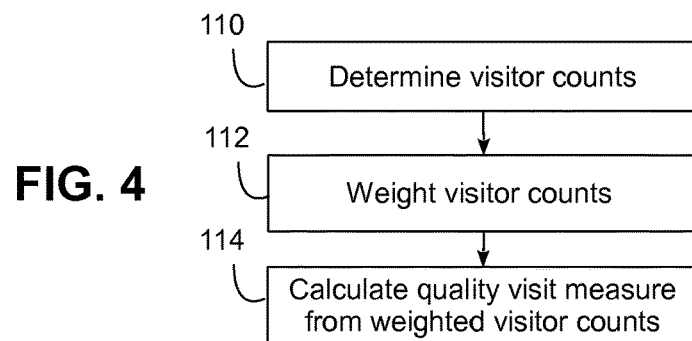 110
Determine visitor counts
112
FIG. 4
Weight visitor counts
114
Calculate quality visit measure
from weighted visitor counts